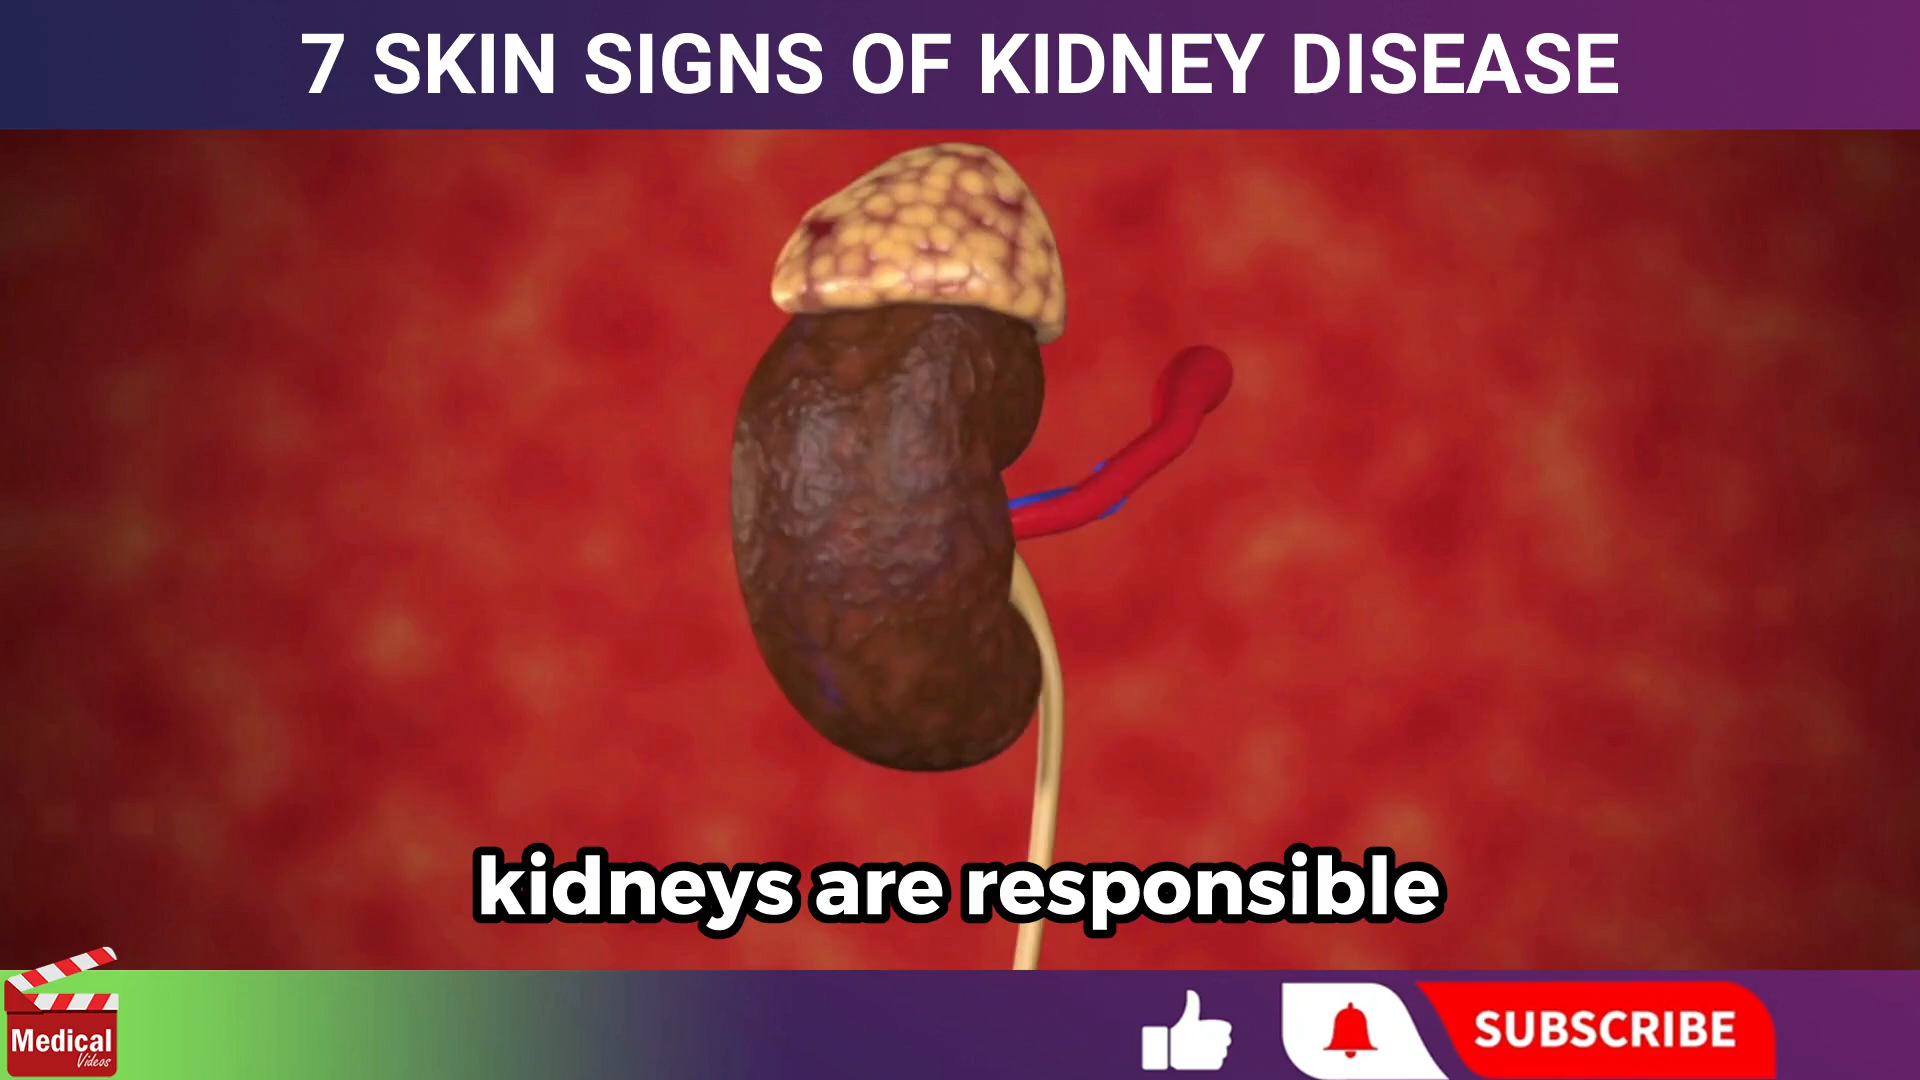 7 SKIN SIGNS OF KIDNEY DISEASE
kidneys are responsible
Medical
Videos
SUBSCRIBE